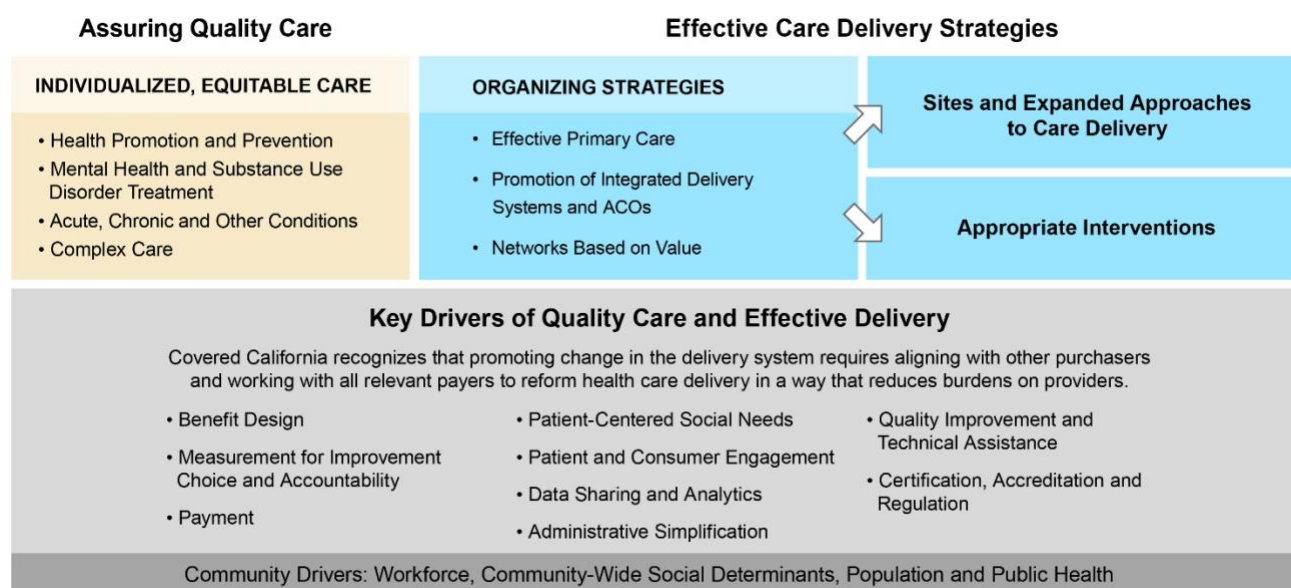 Assuring Quality Care
Effective Care Delivery Strategies
INDIVIDUALIZED, EQUITABLE CARE
• Health Promotion and Prevention
• Mental Health and Substance Use
Disorder Treatment
• Acute, Chronic and Other Conditions
• Complex Care
ORGANIZING STRATEGIES
• Effective Primary Care
• Promotion of Integrated Delivery
Systems and ACOs
• Networks Based on Value
Sites and Expanded Approaches
to Care Delivery
Appropriate Interventions
Key Drivers of Quality Care and Effective Delivery
Covered California recognizes that promoting change in the delivery system requires aligning with other purchasers
and working with all relevant payers to reform health care delivery in a way that reduces burdens on providers.
• Benefit Design
• Measurement for Improvement
Choice and Accountability
• Payment
• Patient-Centered Social Needs
• Patient and Consumer Engagement
• Data Sharing and Analytics
• Administrative Simplification
• Quality Improvement and
Technical Assistance
• Certification, Accreditation and
Regulation
Community Drivers: Workforce, Community-Wide Social Determinants, Population and Public Health